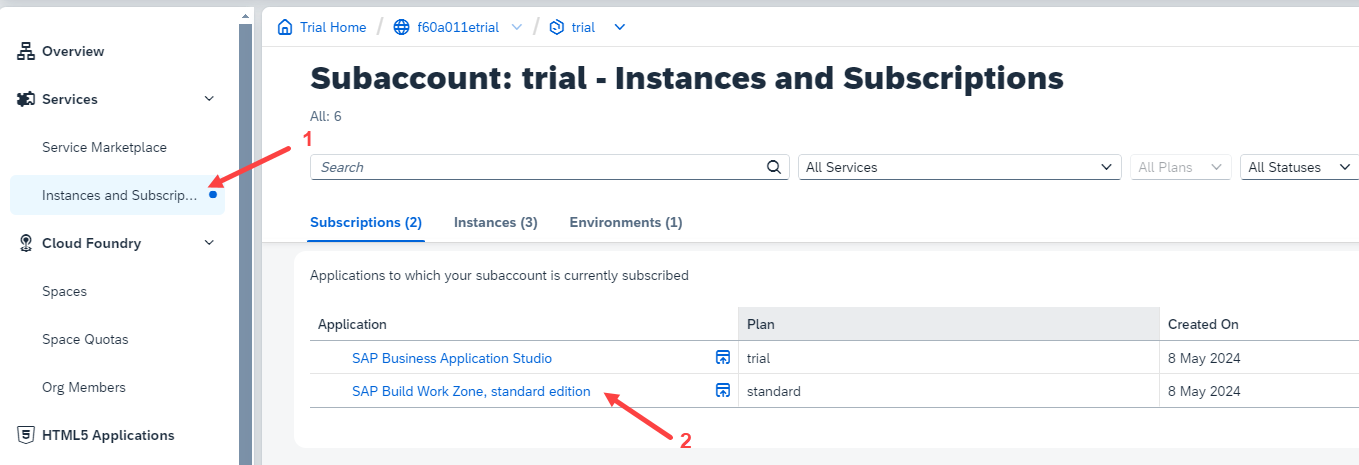 Trial Home / f60a011etrial / trial
Overview
Services
Service Marketplace
Instances and Subscrip...
Cloud Foundry
Spaces
Space Quotas
Org Members
5 HTML5 Applications
Subaccount: trial - Instances and Subscriptions
All: 6
1
Search All Services All Plans All Statuses
Subscriptions (2) Instances (3) Environments (1)
Applications to which your subaccount is currently subscribed
Application Plan Created On
SAP Business Application Studio trial 8 May 2024
SAP Build Work Zone, standard edition standard 8 May 2024
2